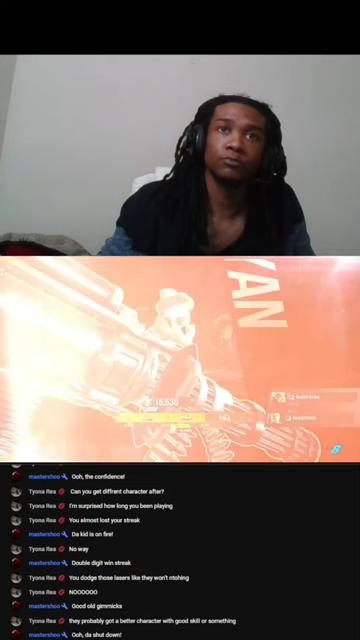 YAN
15,530
mastershoo Ooh, the confidence!
Tyona Rea Can you get diffrent character after?
Tyona Rea I'm surprised how long you been playing
Tyona Rea You almost lost your streak
mastershoo Da kid is on fire!
Tyona Rea No way
mastershoo Double digit win streak
Tyona Rea You dodge those lasers like they won't ntohing
Tyona Rea NOOOOOO
mastershoo Good old gimmicks
Tyona Rea they probably got a better character with good skill or something
mastershoo Ooh, da shut down!